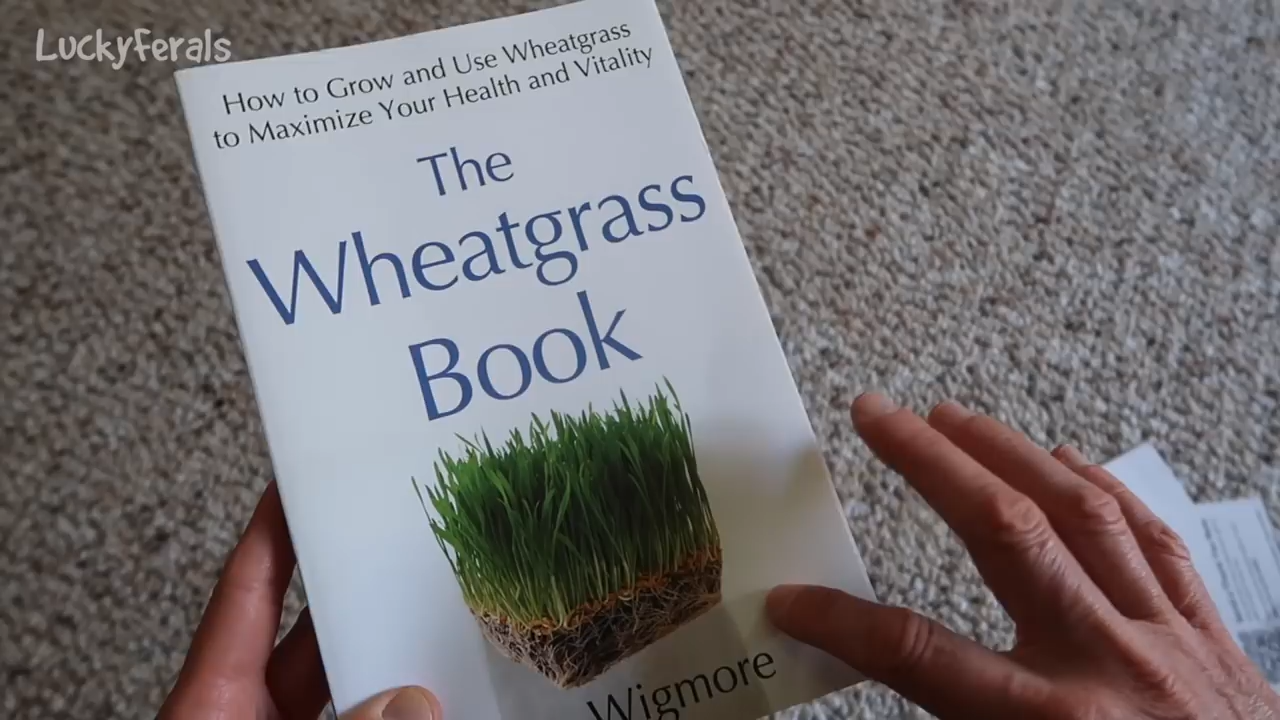 LuckyFerals
How to Grow and Use Wheatgrass
to Maximize Your Health and Vitality
The
Wheatgrass
Book
Wigmore